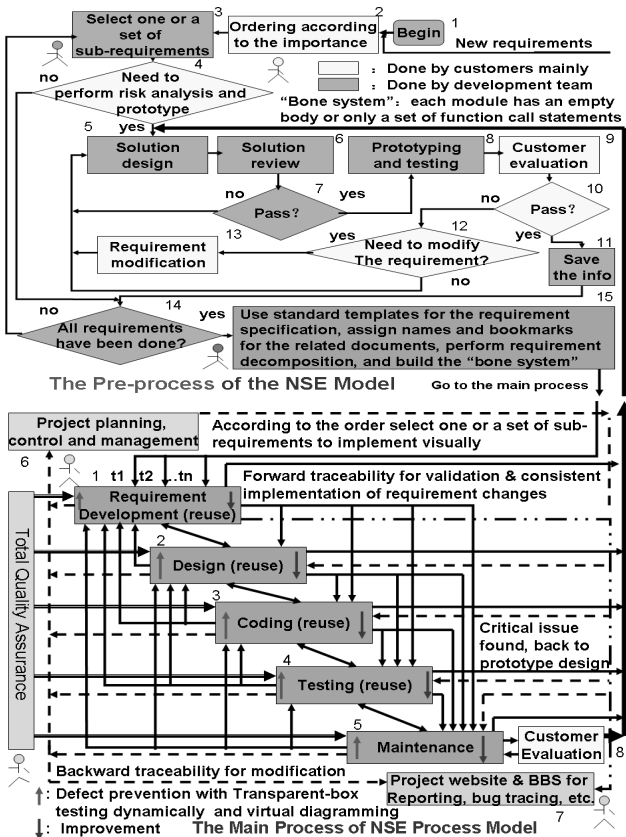 Select one or a
set of
sub-requirements
3
Ordering according
to the importance
2
Begin
1
New requirements
4
no
Need to
perform risk analysis and
prototype
yes
: Done by customers mainly
: Done by development team
“Bone system”: each module has an empty
body or only a set of function call statements
5
Solution
design
Solution
review
6
Prototyping
and testing
8
Customer
evaluation
9
7
Pass?
no
yes
10
Pass?
no
yes
Requirement
modification
13
yes
Need to modify
The requirement?
12
no
11
Save
the info
no
14
All requirements
have been done?
yes
15
Use standard templates for the requirement
specification, assign names and bookmarks
for the related documents, perform requirement
decomposition, and build the “bone system”
The Pre-process of the NSE Model
Go to the main process
Project planning,
control and management
6
According to the order select one or a set of sub-
requirements to implement visually
1
t1 t2 ..tn
Requirement
Development (reuse)
Forward traceability for validation & consistent
implementation of requirement changes
Total Quality Assurance
2
Design (reuse)
3
Coding (reuse)
Critical issue
found, back to
prototype design
4
Testing (reuse)
5
Maintenance
Customer
Evaluation
8
Backward traceability for modification
Project website & BBS for
Reporting, bug tracing, etc.
7
: Defect prevention with Transparent-box
testing dynamically and virtual diagramming
: Improvement
The Main Process of NSE Process Model